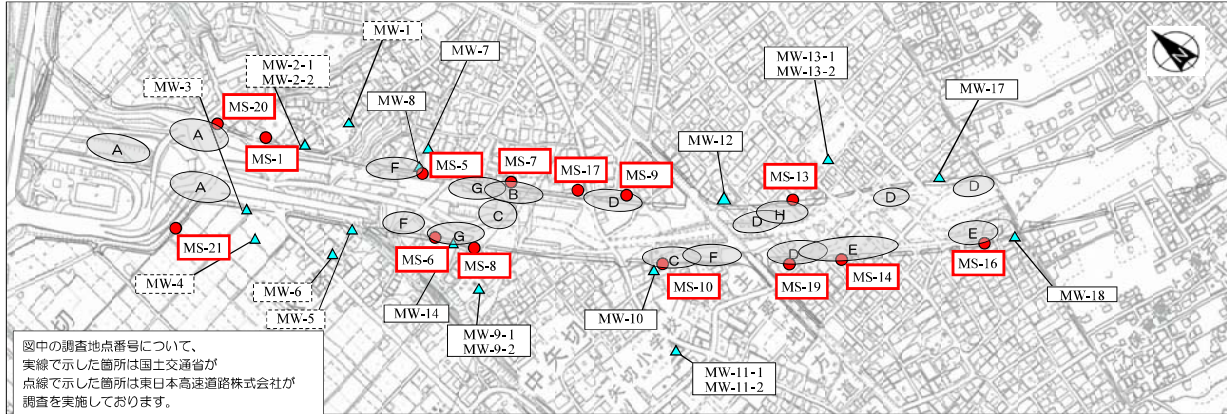 MW-1
MW-7
MW-2-1
MW-2-2
MW-13-1
MW-13-2
MW-3
MW-8
MW-17
MS-20
N
A
A
MS-1
F
MS-5
MS-7
MS-17
MS-9
MW-12
MS-13
A
G
B
D
D
D
C
D
H
F
G
E
MS-21
MS-6
MS-8
C
F
D
E
MS-16
MW-4
MW-6
MW-5
MW-14
MS-10
MS-19
MS-14
MW-18
MW-9-1
MW-9-2
MW-10
MW-11-1
MW-11-2
図中の調査地点番号について、
実線で示した箇所は国土交通省が
点線で示した箇所は東日本高速道路株式会社が
調査を実施しております。